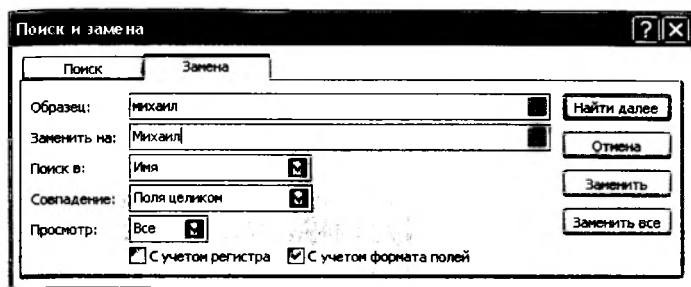 Поиск и замена
Поиск Замена
Образец: михаил Найти далее
Заменить на: Михаил Отмена
Поиск в: Имя
Совпадение: Поля целиком Заменить
Просмотр: Все Заменить все
С учетом регистра С учетом формата полей